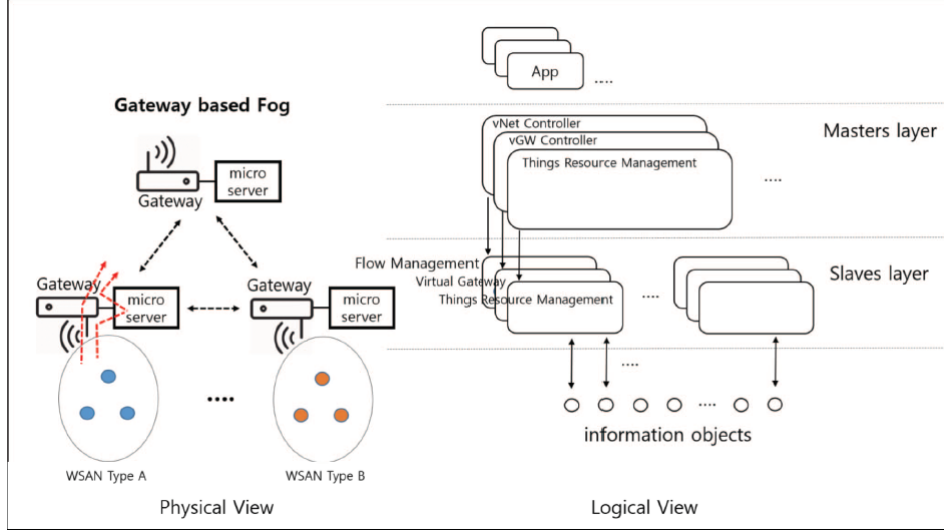 Gateway based Fog
micro
server
Gateway
Gateway
micro
server
Gateway
micro
server
....
WSAN Type A
WSAN Type B
Physical View
App
....
vNet Controller
vGW Controller
Things Resource Management
....
Masters layer
Flow Management
Virtual Gateway
Things Resource Management
....
Slaves layer
....
....
information objects
Logical View